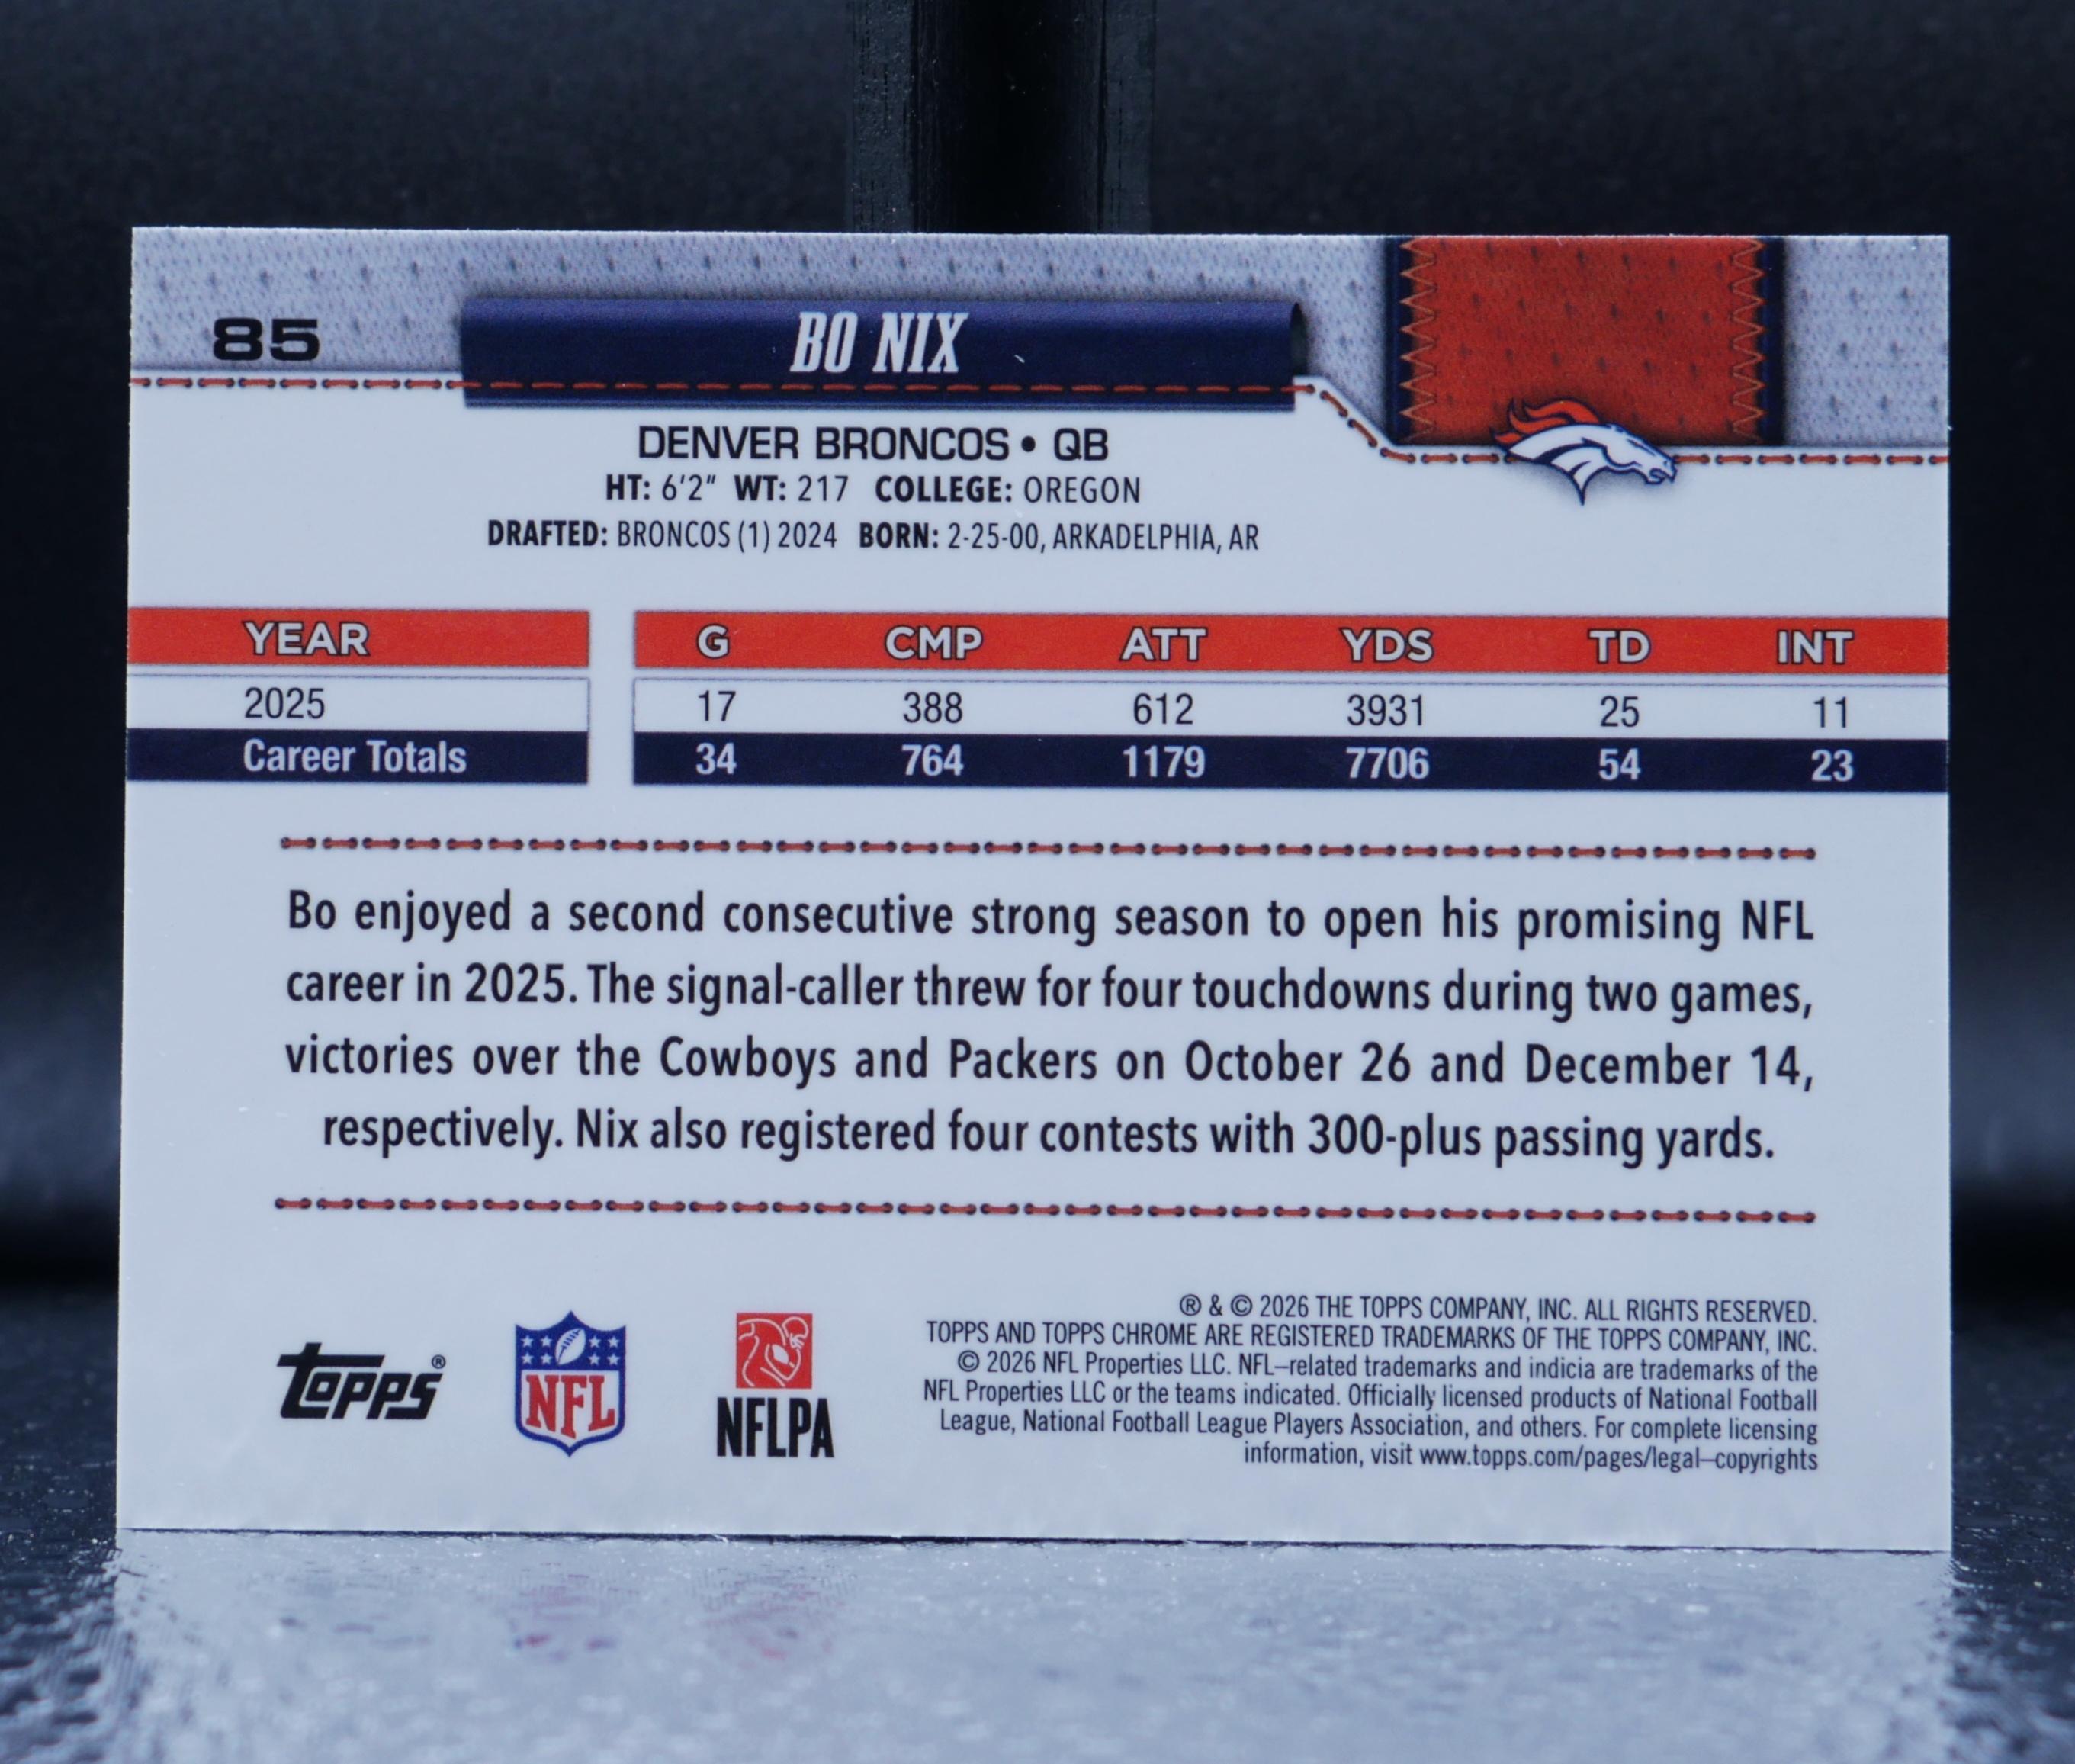 85
BO NIX
DENVER BRONCOS • QB
HT: 6'2" WT: 217 COLLEGE: OREGON
DRAFTED: BRONCOS (1) 2024 BORN: 2-25-00, ARKADELPHIA, AR
YEAR G CMP ATT YDS TD INT
2025 17 388 612 3931 25 11
Career Totals 34 764 1179 7706 54 23
Bo enjoyed a second consecutive strong season to open his promising NFL
career in 2025. The signal-caller threw for four touchdowns during two games,
victories over the Cowboys and Packers on October 26 and December 14,
respectively. Nix also registered four contests with 300-plus passing yards.
topps®
NFL
NFLPA
® & © 2026 THE TOPPS COMPANY, INC. ALL RIGHTS RESERVED.
TOPPS AND TOPPS CHROME ARE REGISTERED TRADEMARKS OF THE TOPPS COMPANY, INC.
© 2026 NFL Properties LLC. NFL–related trademarks and indicia are trademarks of the
NFL Properties LLC or the teams indicated. Officially licensed products of National Football
League, National Football League Players Association, and others. For complete licensing
information, visit www.topps.com/pages/legal–copyrights